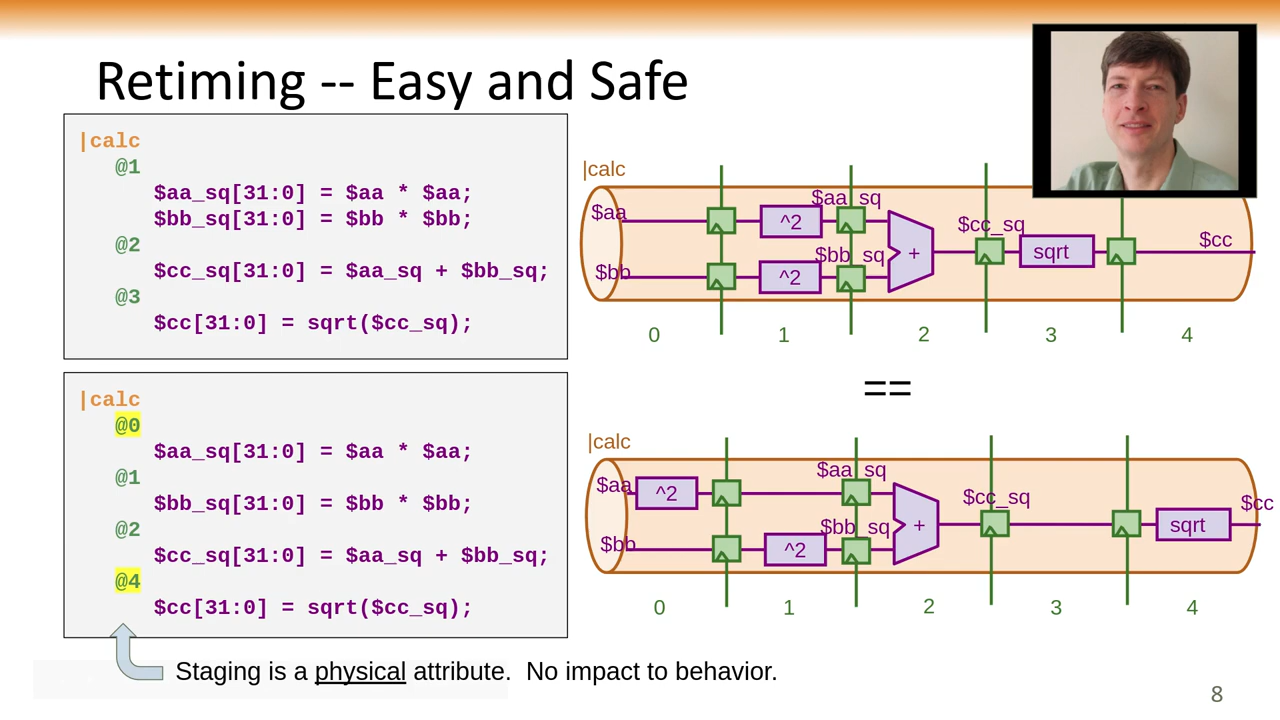 Retiming -- Easy and Safe
|calc
@1
$aa_sq[31:0] = $aa * $aa;
$bb_sq[31:0] = $bb * $bb;
@2
$cc_sq[31:0] = $aa_sq + $bb_sq;
@3
$cc[31:0] = sqrt($cc_sq);
|calc
$aa
$bb
^2
^2
$aa_sq
$bb_sq
+
$cc_sq
sqrt
$cc
0 1 2 3 4
==
|calc
@0
$aa_sq[31:0] = $aa * $aa;
@1
$bb_sq[31:0] = $bb * $bb;
@2
$cc_sq[31:0] = $aa_sq + $bb_sq;
@4
$cc[31:0] = sqrt($cc_sq);
|calc
$aa
$bb
^2
^2
$aa_sq
$bb_sq
+
$cc_sq
sqrt
$cc
0 1 2 3 4
Staging is a physical attribute. No impact to behavior.
8